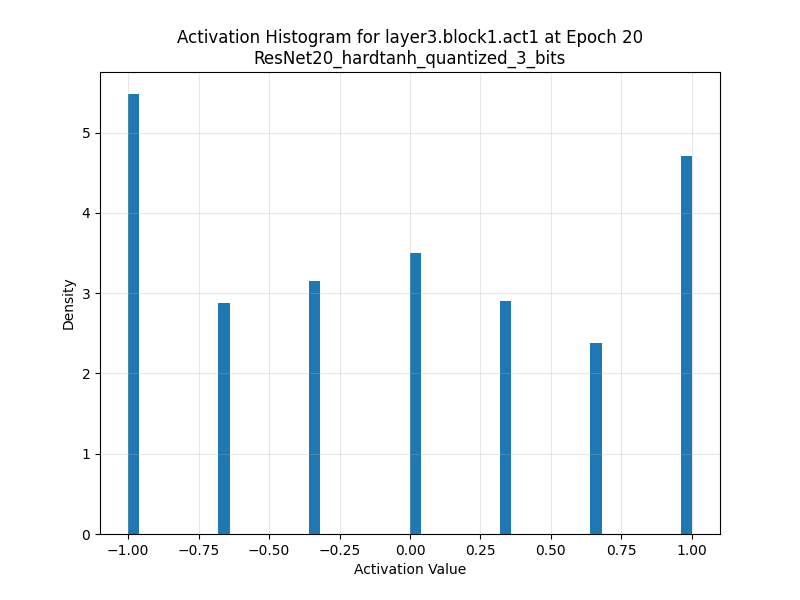 Activation Histogram for layer3.block1.act1 at Epoch 20
ResNet20_hardtanh_quantized_3_bits
Density
5
4
3
2
1
0
−1.00 −0.75 −0.50 −0.25 0.00 0.25 0.50 0.75 1.00
Activation Value